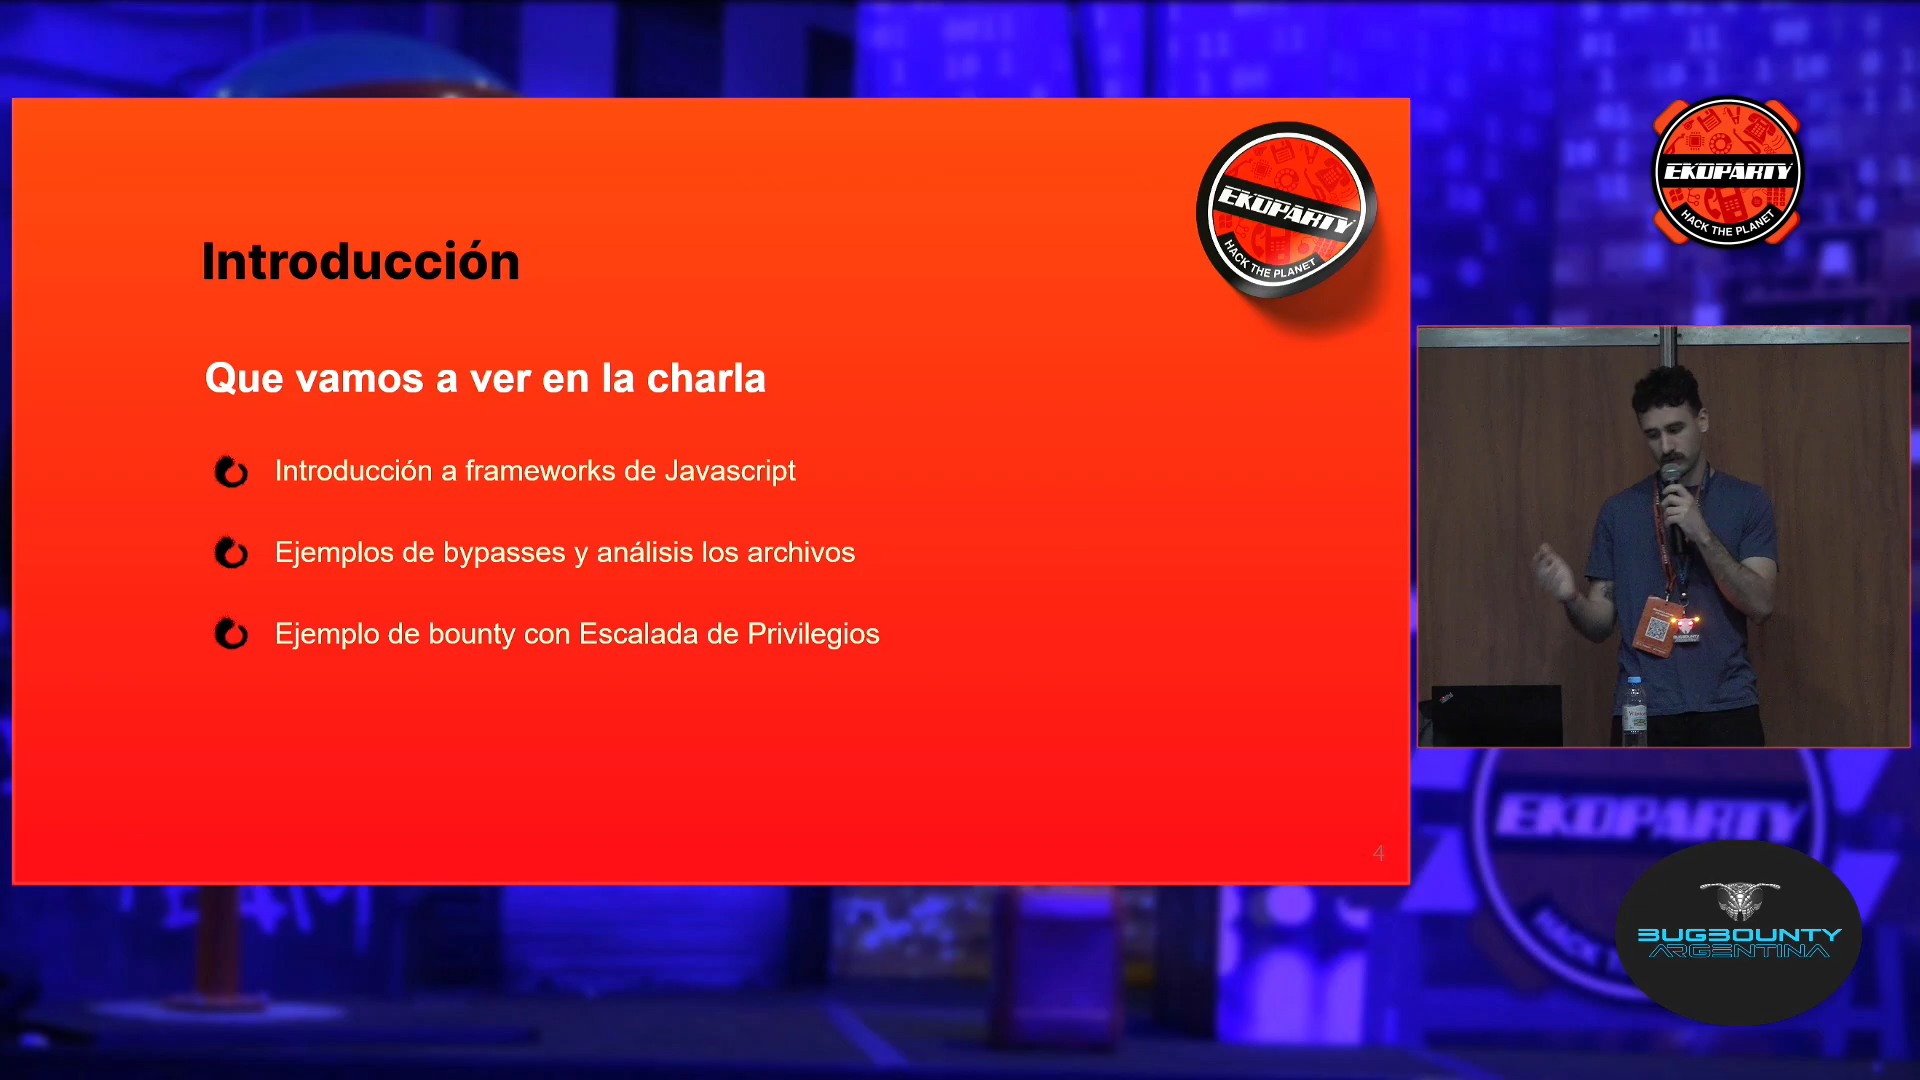 Introducción
Que vamos a ver en la charla
Introducción a frameworks de Javascript
Ejemplos de bypasses y análisis los archivos
Ejemplo de bounty con Escalada de Privilegios
4
EKOPARTY
HACK THE PLANET
EKOPARTY
HACK THE PLANET
EKOPARTY
BUGBOUNTY
ARGENTINA